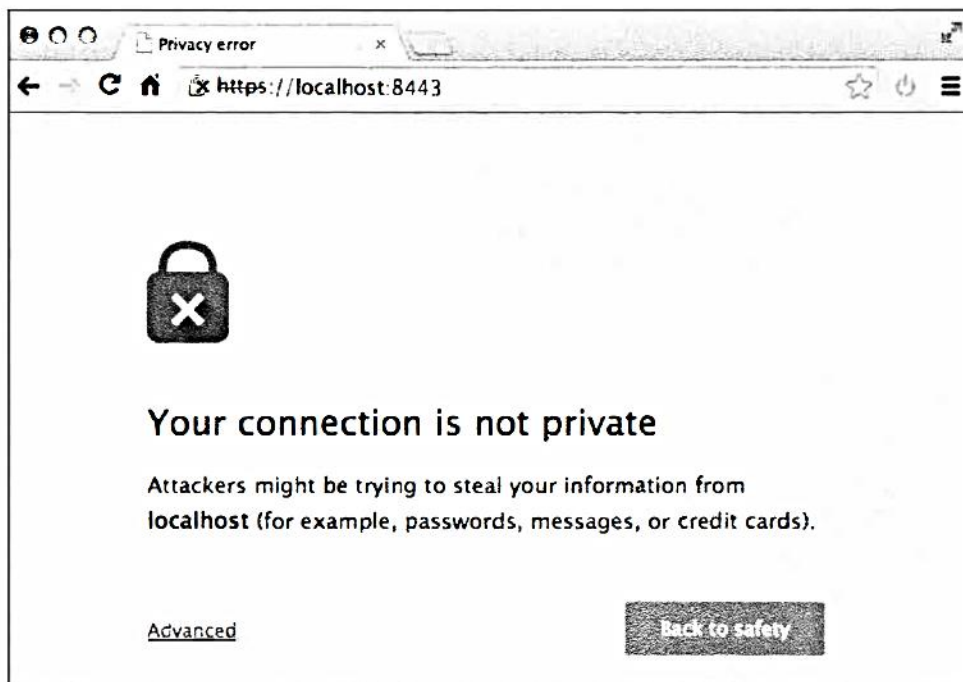 Privacy error
https://localhost:8443
Your connection is not private
Attackers might be trying to steal your information from
localhost (for example, passwords, messages, or credit cards).
Advanced
Back to safety